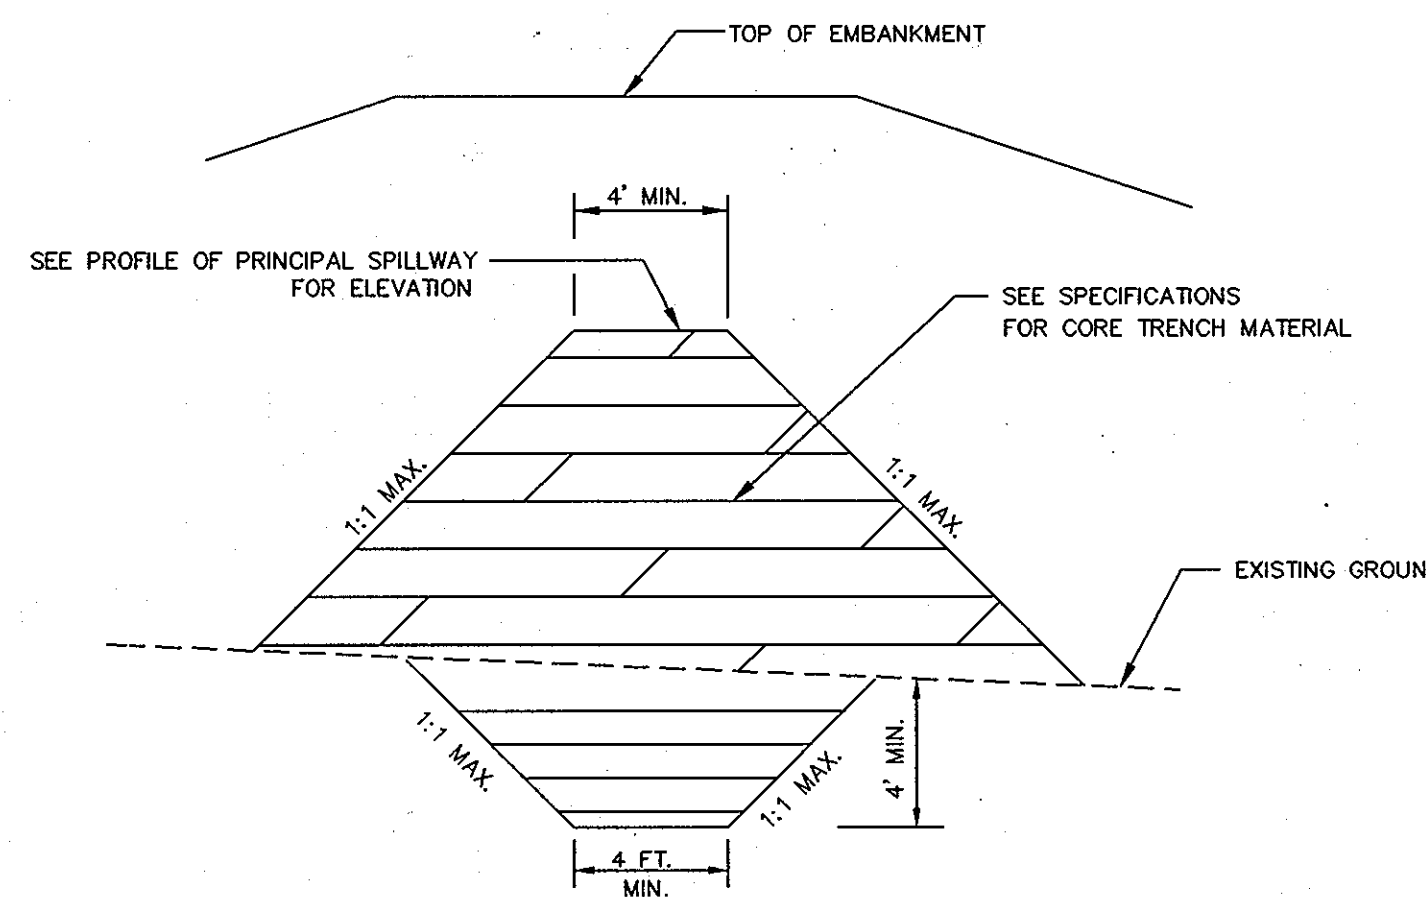 TOP OF EMBANKMENT
4' MIN.
SEE PROFILE OF PRINCIPAL SPILLWAY
FOR ELEVATION
SEE SPECIFICATIONS
FOR CORE TRENCH MATERIAL
1:1 MAX.
1:1 MAX.
EXISTING GROUN
1:1 MAX.
1:1 MAX.
4' MIN.
4 FT.
MIN.